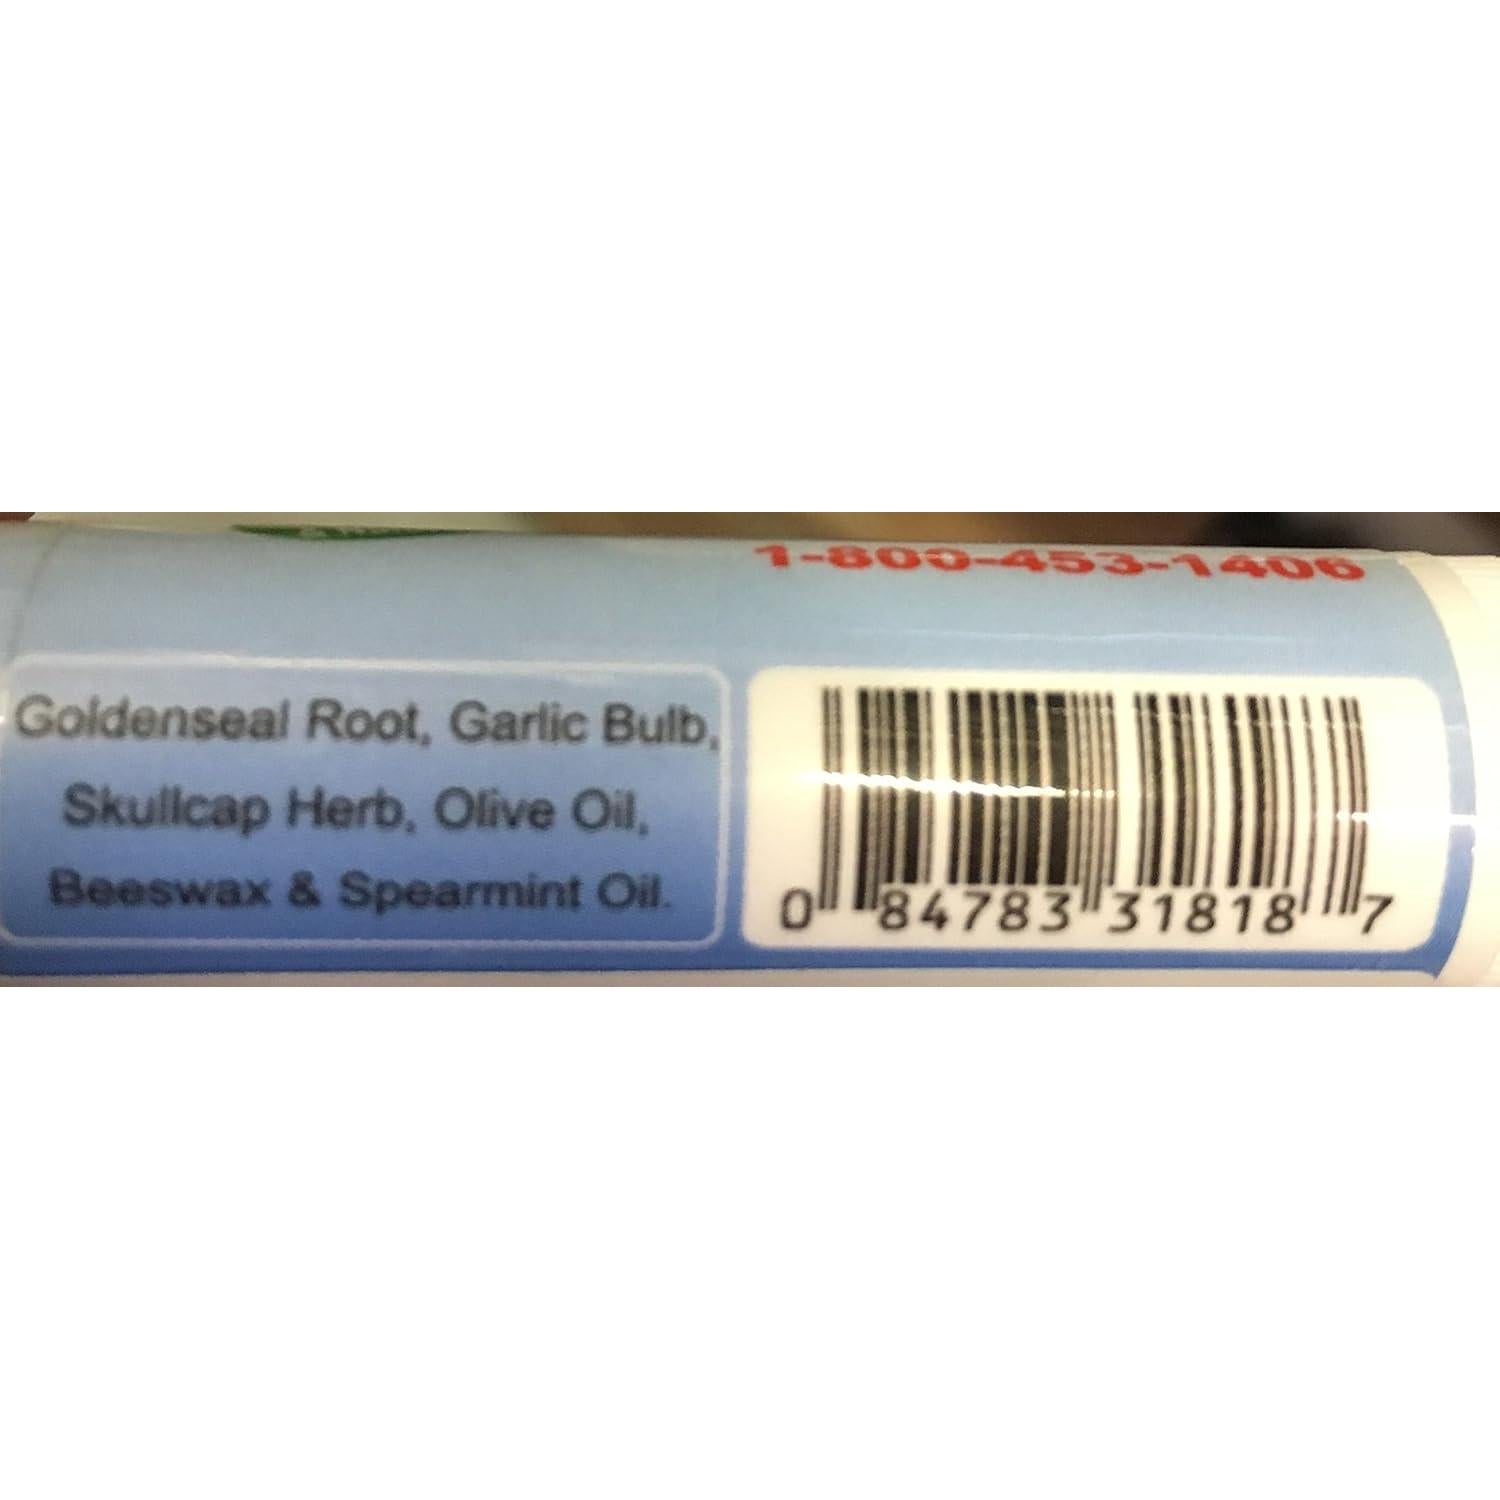 1-800-453-1406
Goldenseal Root, Garlic Bulb,
Skullcap Herb, Olive Oil,
Beeswax & Spearmint Oil.
0 84783 31818 7